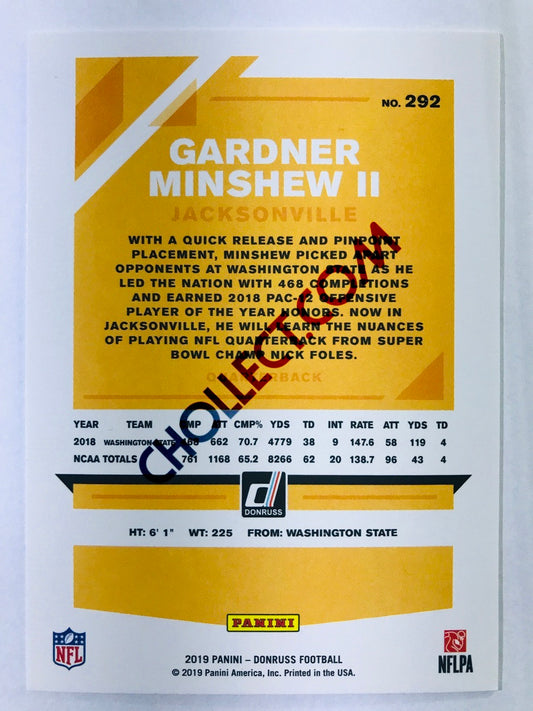 NO. 292
GARDNER
MINSHEW II
JACKSONVILLE
WITH A QUICK RELEASE AND PINPOINT
PLACEMENT, MINSHEW PICKED APART
OPPONENTS AT WASHINGTON STATE AS HE
LED THE NATION WITH 468 COMPLETIONS
AND EARNED 2018 PAC-12 OFFENSIVE
PLAYER OF THE YEAR HONORS. NOW IN
JACKSONVILLE, HE WILL LEARN THE NUANCES
OF PLAYING NFL QUARTERBACK FROM SUPER
BOWL CHAMP NICK FOLES.
QUARTERBACK
CHOLLECT.COM
YEAR TEAM CMP ATT CMP% YDS TD INT RATE ATT YDS TD
2018 WASHINGTON STATE 468 662 70.7 4779 38 9 147.6 58 119 4
NCAA TOTALS 761 1168 65.2 8266 62 20 138.7 96 43 4
d
DONRUSS
HT: 6' 1" WT: 225 FROM: WASHINGTON STATE
PANINI
NFL
NFLPA
2019 PANINI – DONRUSS FOOTBALL
© 2019 Panini America, Inc. Printed in the USA.